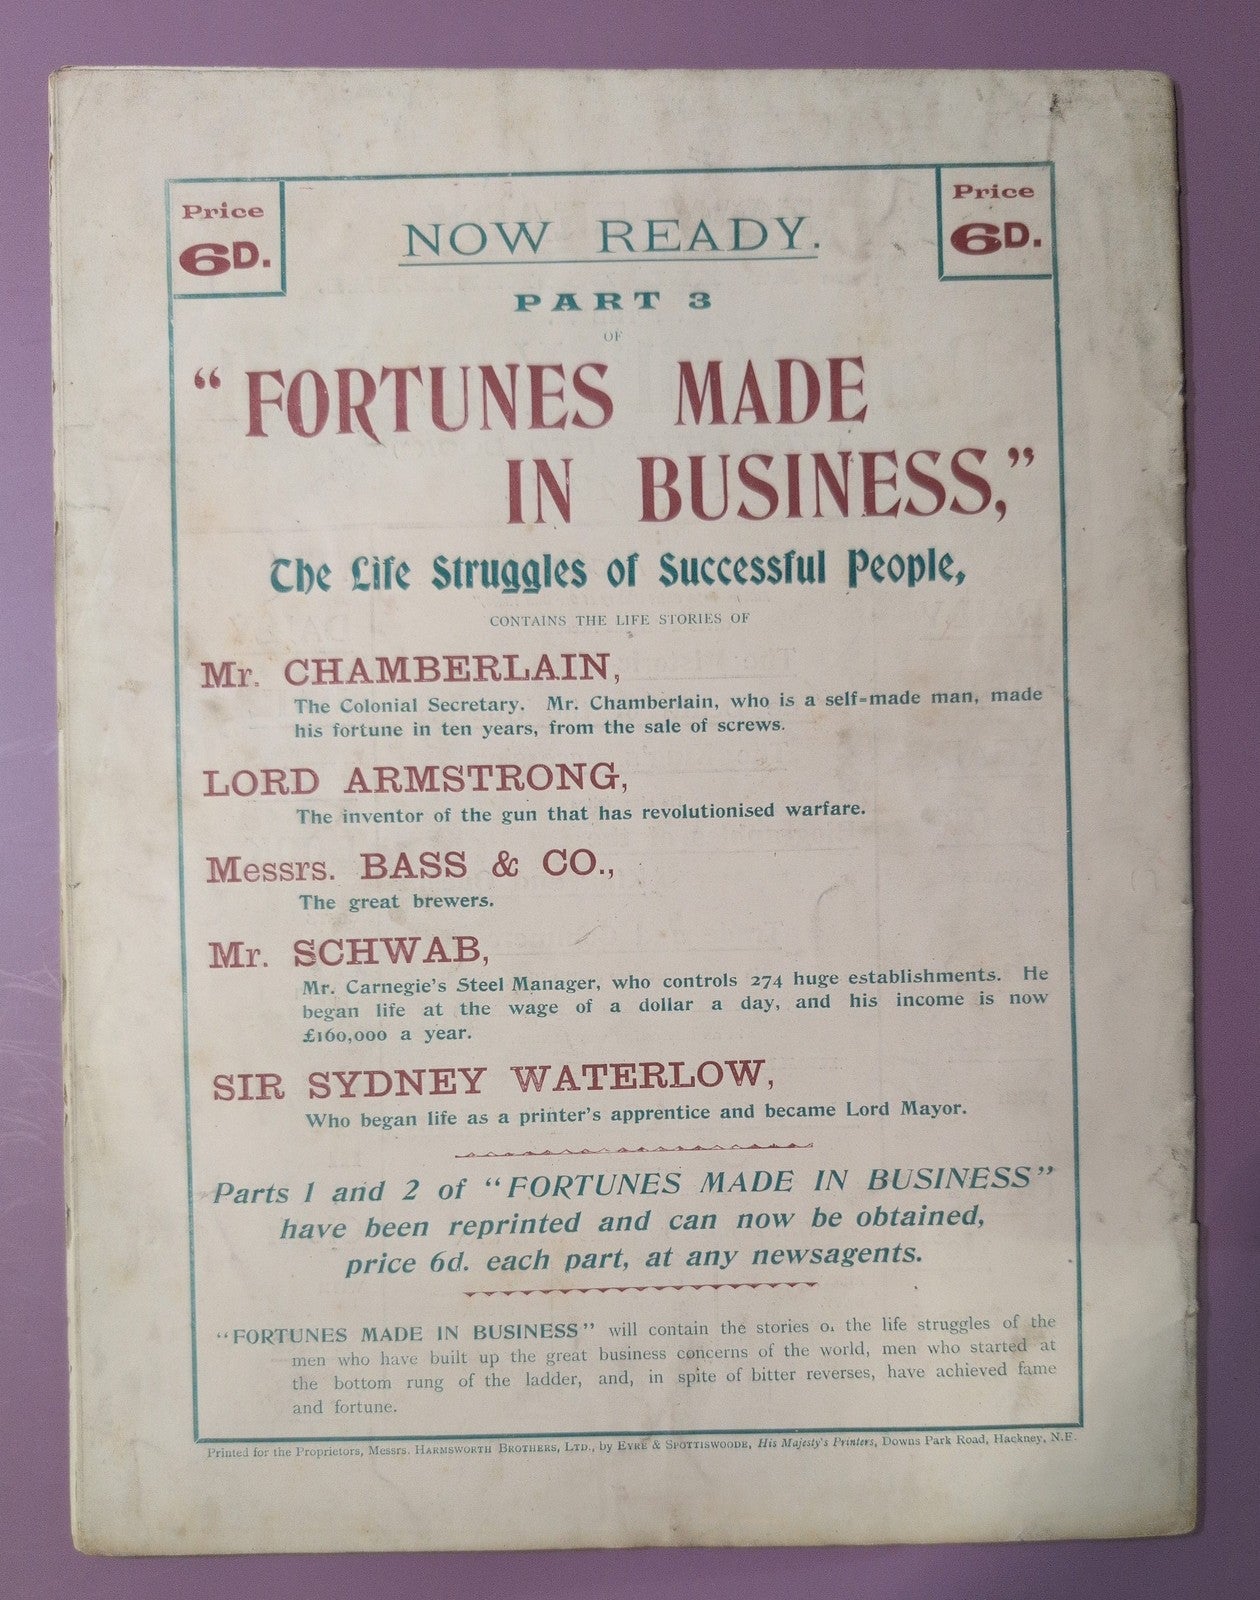 Price
6D.
Price
6D.
NOW READY.
PART 3
OF
"FORTUNES MADE
IN BUSINESS,"
The Life Struggles of Successful People,
CONTAINS THE LIFE STORIES OF
Mr. CHAMBERLAIN,
The Colonial Secretary. Mr. Chamberlain, who is a self-made man, made
his fortune in ten years, from the sale of screws.
LORD ARMSTRONG,
The inventor of the gun that has revolutionised warfare.
Messrs. BASS & CO.,
The great brewers.
Mr. SCHWAB,
Mr. Carnegie's Steel Manager, who controls 274 huge establishments. He
began life at the wage of a dollar a day, and his income is now
£160,000 a year.
SIR SYDNEY WATERLOW,
Who began life as a printer's apprentice and became Lord Mayor.
Parts 1 and 2 of "FORTUNES MADE IN BUSINESS"
have been reprinted and can now be obtained,
price 6d. each part, at any newsagents.
"FORTUNES MADE IN BUSINESS" will contain the stories of the life struggles of the
men who have built up the great business concerns of the world, men who started at
the bottom rung of the ladder, and, in spite of bitter reverses, have achieved fame
and fortune.
Printed for the Proprietors, Messrs. HARMSWORTH BROTHERS, LTD., by EYRE & SPOTTISWOODE, His Majesty's Printers, Downs Park Road, Hackney, N.E.